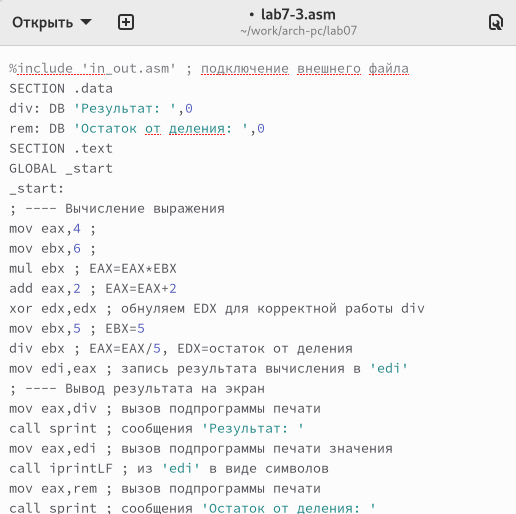 Открыть
• lab7-3.asm
~/work/arch-pc/lab07
%include 'in_out.asm' ; подключение внешнего файла
SECTION .data
div: DB 'Результат: ',0
rem: DB 'Остаток от деления: ',0
SECTION .text
GLOBAL _start
_start:
; ---- Вычисление выражения
mov eax,4 ;
mov ebx,6 ;
mul ebx ; EAX=EAX*EBX
add eax,2 ; EAX=EAX+2
xor edx,edx ; обнуляем EDX для корректной работы div
mov ebx,5 ; EBX=5
div ebx ; EAX=EAX/5, EDX=остаток от деления
mov edi,eax ; запись результата вычисления в 'edi'
; ---- Вывод результата на экран
mov eax,div ; вызов подпрограммы печати
call sprint ; сообщения 'Результат: '
mov eax,edi ; вызов подпрограммы печати значения
call iprintLF ; из 'edi' в виде символов
mov eax,rem ; вызов подпрограммы печати
call sprint ; сообщения 'Остаток от деления: '